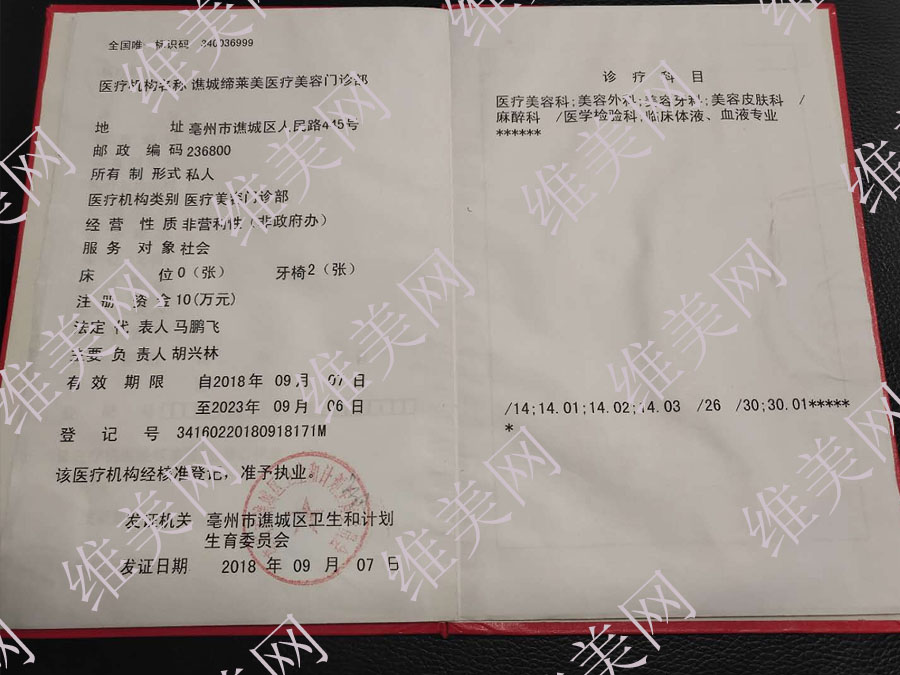 全国唯一标识码 340036999
医疗机构名称 谯城缔莱美医疗美容门诊部
地 址 亳州市谯城区人民路445号
邮政编码 236800
所有制形式 私人
医疗机构类别 医疗美容门诊部
经营性质 非营利性（非政府办）
服务对象 社会
床 位 0（张） 牙椅2（张）
注册资金 10(万元)
法定代表人 马鹏飞
主要负责人 胡兴林
有效期限 自2018年 09月 07日
至2023年 09月 06日
登记号 34160220180918171M
该医疗机构经核准登记，准予执业。
发证机关 亳州市谯城区卫生和计划
生育委员会
发证日期 2018年 09月 07日
诊疗科目
医疗美容科;美容外科;美容牙科;美容皮肤科 /
麻醉科 /医学检验科;临床体液、血液专业
******
/14;14.01;14.02;14.03 /26 /30;30.01*****
*
维美网